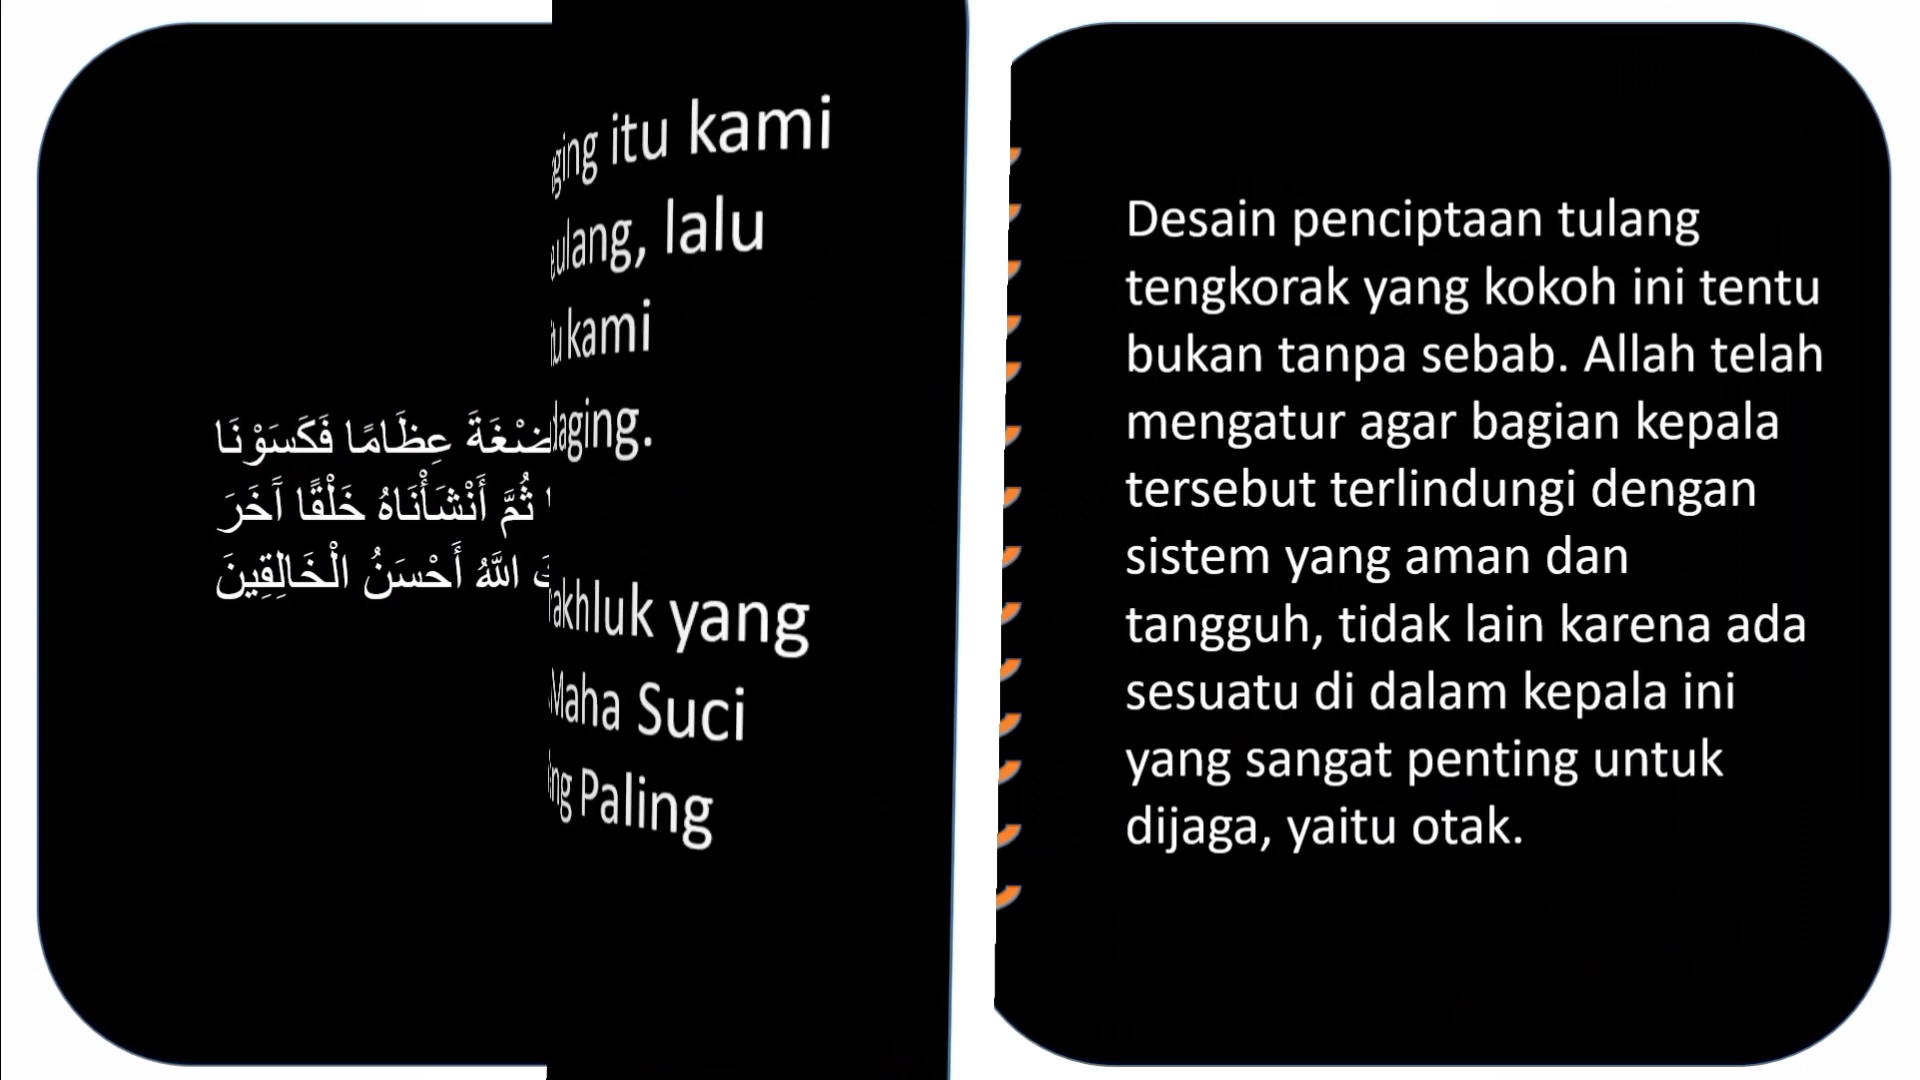 عِظَامًا فَكَسَوْنَا
ثُمَّ أَنْشَأْنَاهُ خَلْقًا آَخَرَ
اللَّهُ أَحْسَنُ الْخَالِقِينَ
itu kami
lalu
kami
yang
Maha Suci
Paling
Desain penciptaan tulang
tengkorak yang kokoh ini tentu
bukan tanpa sebab. Allah telah
mengatur agar bagian kepala
tersebut terlindungi dengan
sistem yang aman dan
tangguh, tidak lain karena ada
sesuatu di dalam kepala ini
yang sangat penting untuk
dijaga, yaitu otak.